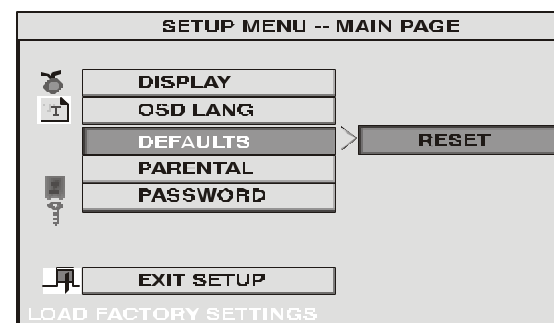 SETUP MENU -- MAIN PAGE
DISPLAY
OSD LANG
DEFAULTS
RESET
PARENTAL
PASSWORD
EXIT SETUP
LOAD FACTORY SETTINGS